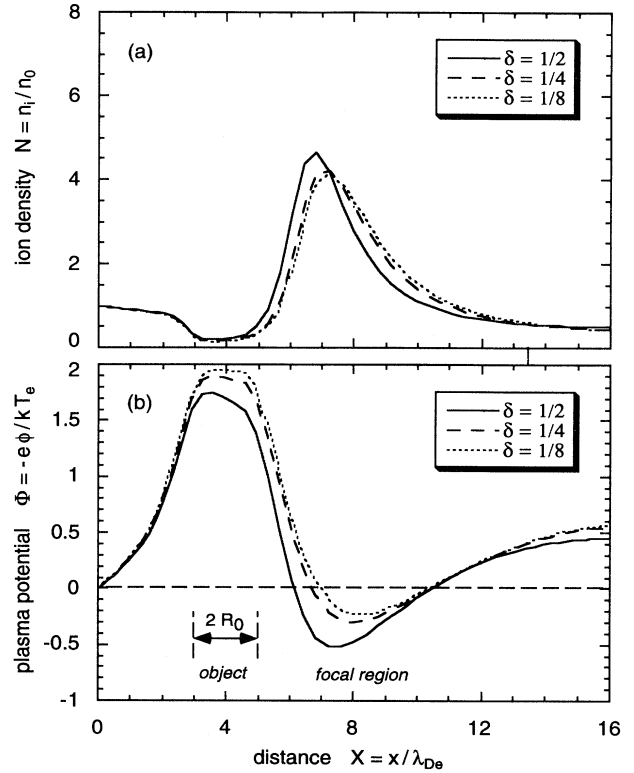 (a)
δ = 1/2
δ = 1/4
δ = 1/8
ion density N = nᵢ/n₀
8
6
4
2
0
(b)
δ = 1/2
δ = 1/4
δ = 1/8
plasma potential Φ = -eϕ/kTₑ
2
1.5
1
0.5
0
-0.5
-1
2 R₀
object
focal region
0 4 8 12 16
distance X = x/λ_De